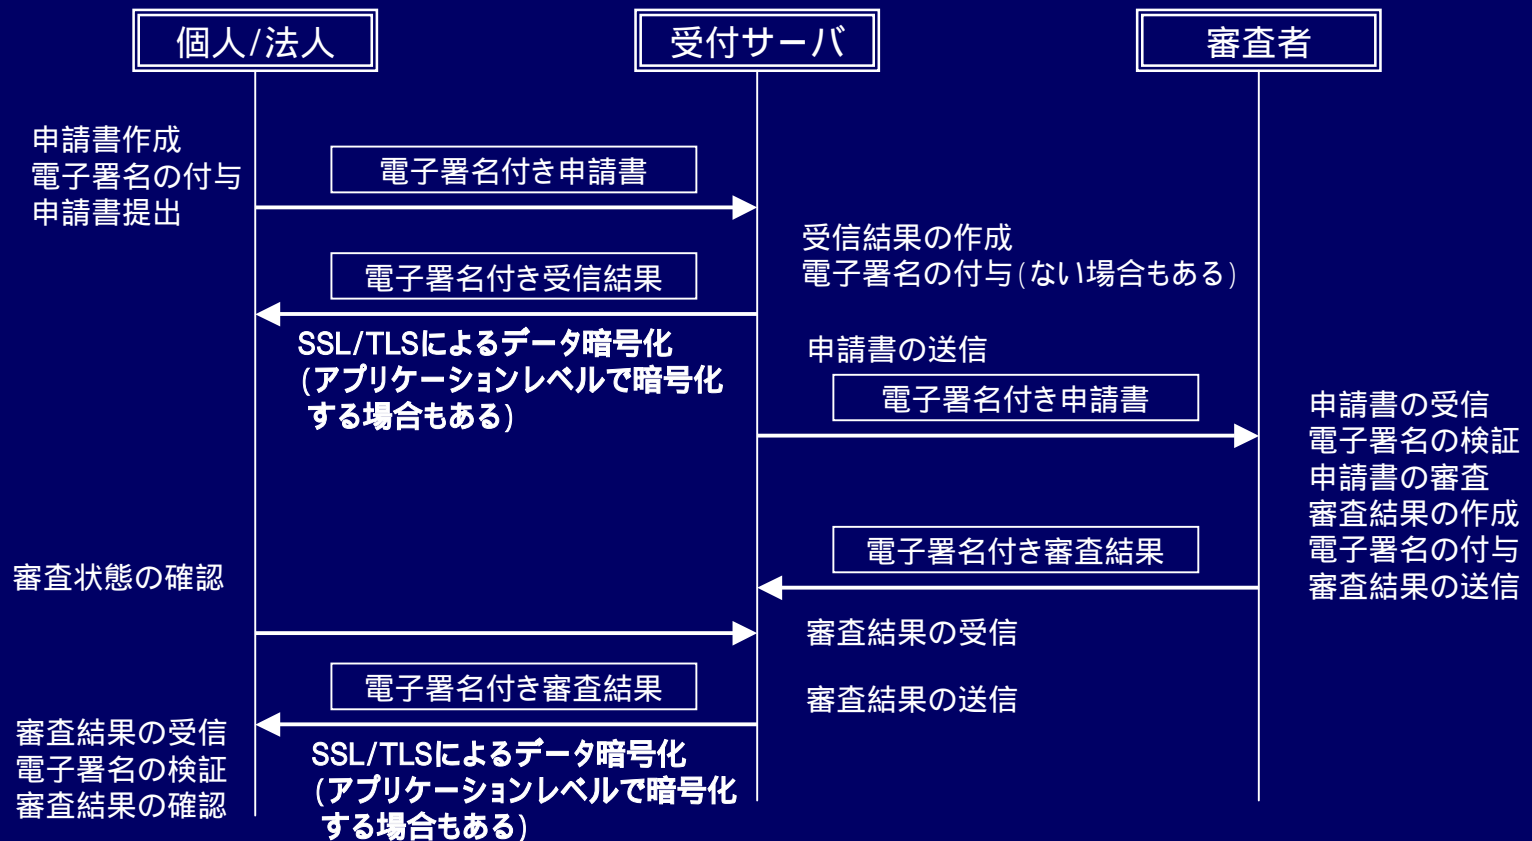 個人/法人
受付サーバ
審査者
申請書作成
電子署名の付与
申請書提出
電子署名付き申請書
受信結果の作成
電子署名の付与(ない場合もある)
電子署名付き受信結果
SSL/TLSによるデータ暗号化
(アプリケーションレベルで暗号化
する場合もある)
申請書の送信
電子署名付き申請書
申請書の受信
電子署名の検証
申請書の審査
審査結果の作成
電子署名の付与
審査結果の送信
電子署名付き審査結果
審査状態の確認
審査結果の受信
電子署名付き審査結果
審査結果の送信
審査結果の受信
電子署名の検証
審査結果の確認
SSL/TLSによるデータ暗号化
(アプリケーションレベルで暗号化
する場合もある)